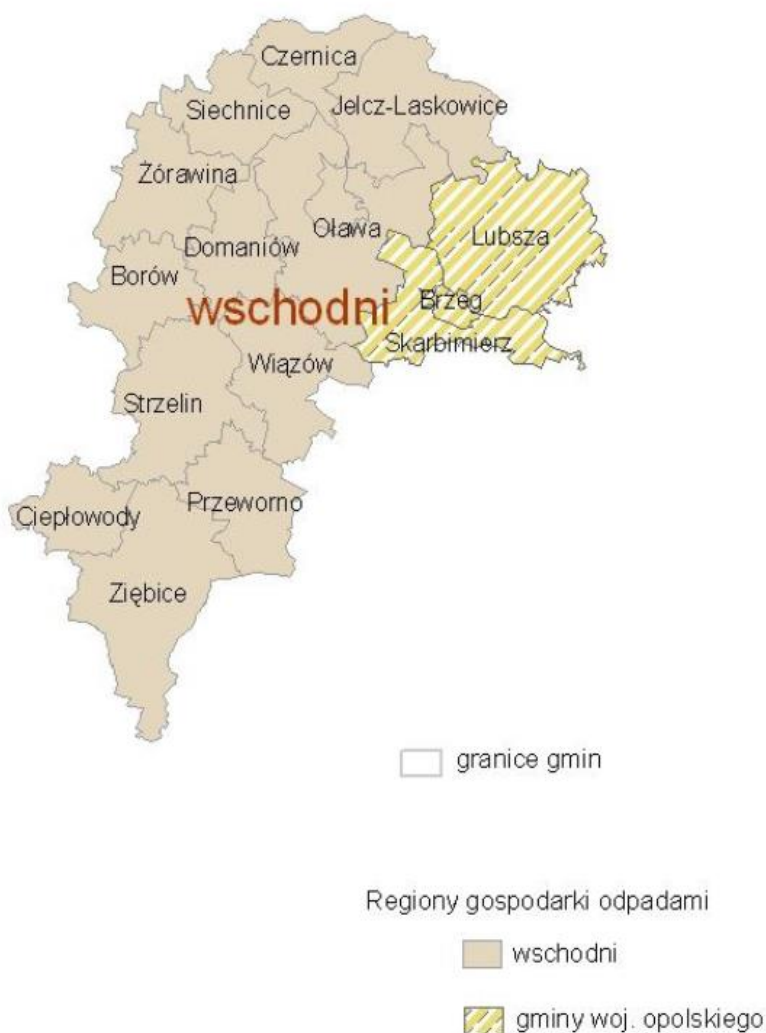 Czernica
Siechnice
Jelcz-Laskowice
Żórawina
Oława
Lubsza
Domaniów
Borów
wschodni
Brzeg
Skarbimierz
Wiązów
Strzelin
Przeworno
Ciepłowody
Ziębice
granice gmin
Regiony gospodarki odpadami
wschodni
gminy woj. opolskiego